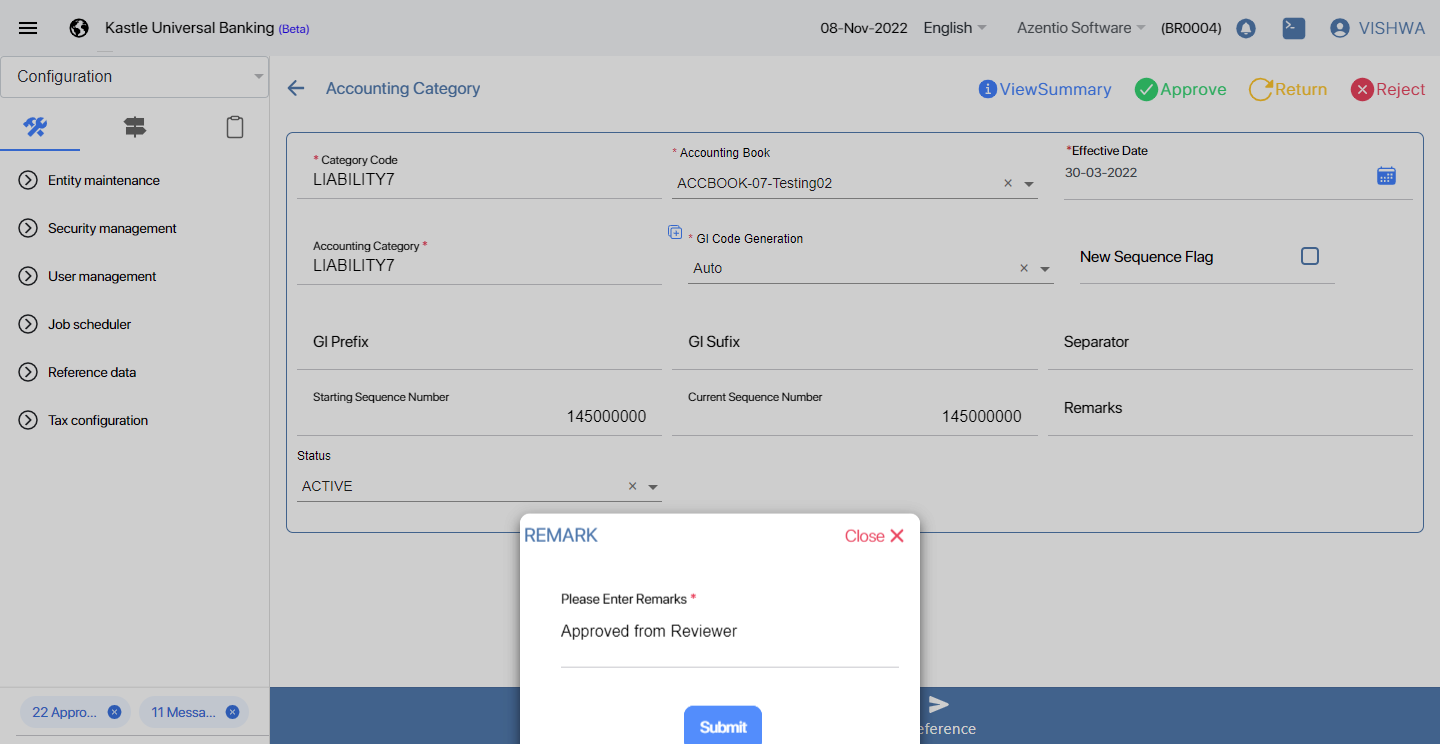 Kastle Universal Banking (Beta)
08-Nov-2022
English
Azentio Software
(BR0004)
VISHWA
Configuration
Accounting Category
ViewSummary
Approve
Return
Reject
Entity maintenance
Security management
User management
Job scheduler
Reference data
Tax configuration
* Category Code
LIABILITY7
* Accounting Book
ACCBOOK-07-Testing02
*Effective Date
30-03-2022
Accounting Category *
LIABILITY7
* GI Code Generation
Auto
New Sequence Flag
GI Prefix
GI Sufix
Separator
Starting Sequence Number
145000000
Current Sequence Number
145000000
Remarks
Status
ACTIVE
REMARK
Close
Please Enter Remarks *
Approved from Reviewer
Submit
22 Appro...
11 Messa...
eference